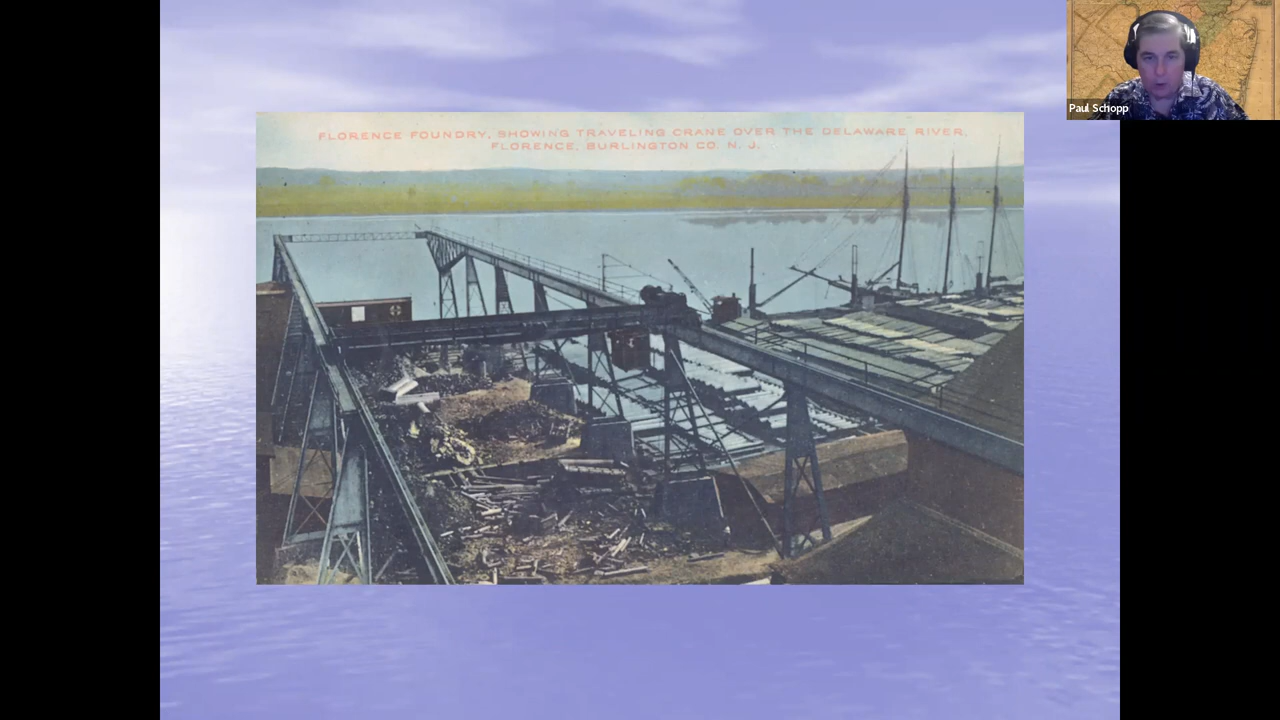 FLORENCE FOUNDRY, SHOWING TRAVELING CRANE OVER THE DELAWARE RIVER,
FLORENCE, BURLINGTON CO. N. J.
Paul Schopp